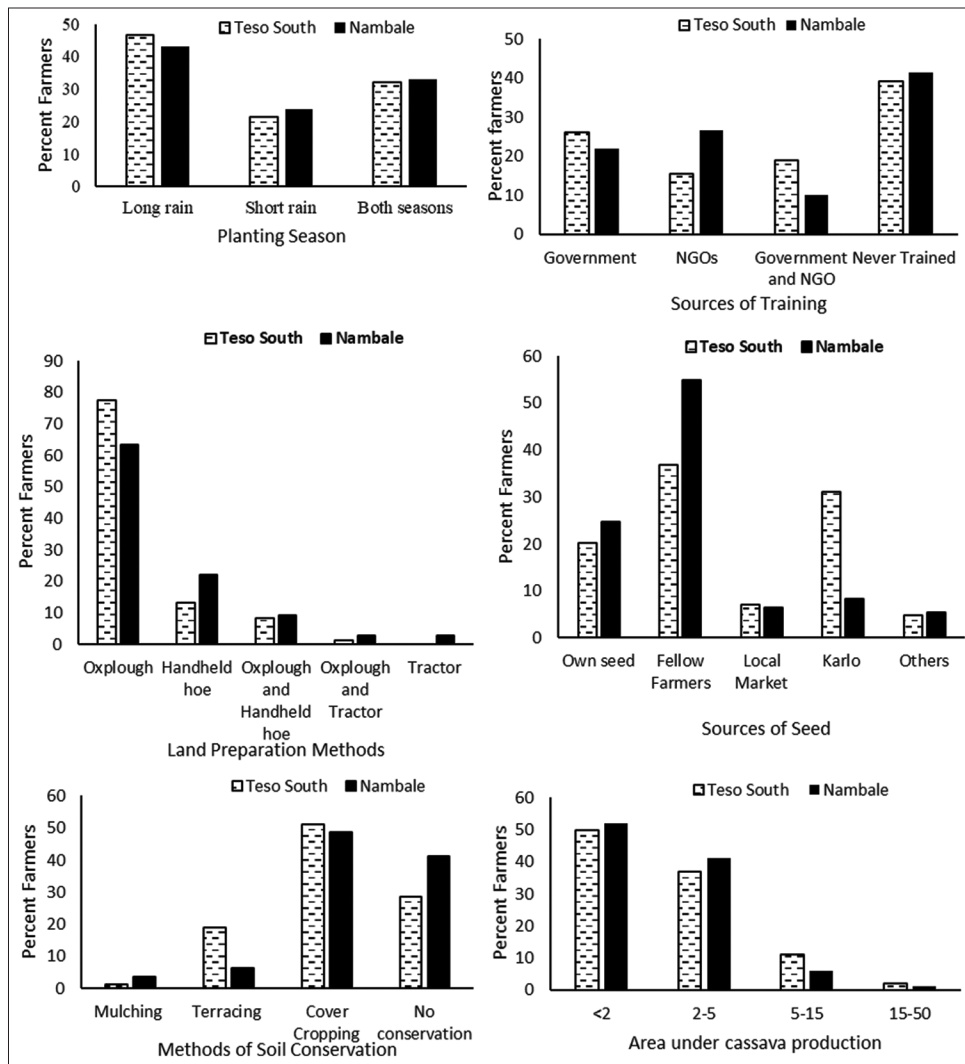 Teso South Nambale
Percent Farmers
50
40
30
20
10
0
Long rain Short rain Both seasons
Planting Season
Teso South Nambale
Percent farmers
50
40
30
20
10
0
Government NGOs Government and NGO Never Trained
Sources of Training
Teso South Nambale
Percent Farmers
90
80
70
60
50
40
30
20
10
0
Oxplough Handheld hoe Oxplough and Handheld hoe Oxplough and Tractor Tractor
Land Preparation Methods
Teso South Nambale
Percent Farmers
60
50
40
30
20
10
0
Own seed Fellow Farmers Local Market Karlo Others
Sources of Seed
Teso South Nambale
Percent Farmers
60
50
40
30
20
10
0
Mulching Terracing Cover Cropping No conservation
Methods of Soil Conservation
Teso South Nambale
Percent Farmers
60
50
40
30
20
10
0
<2 2-5 5-15 15-50
Area under cassava production